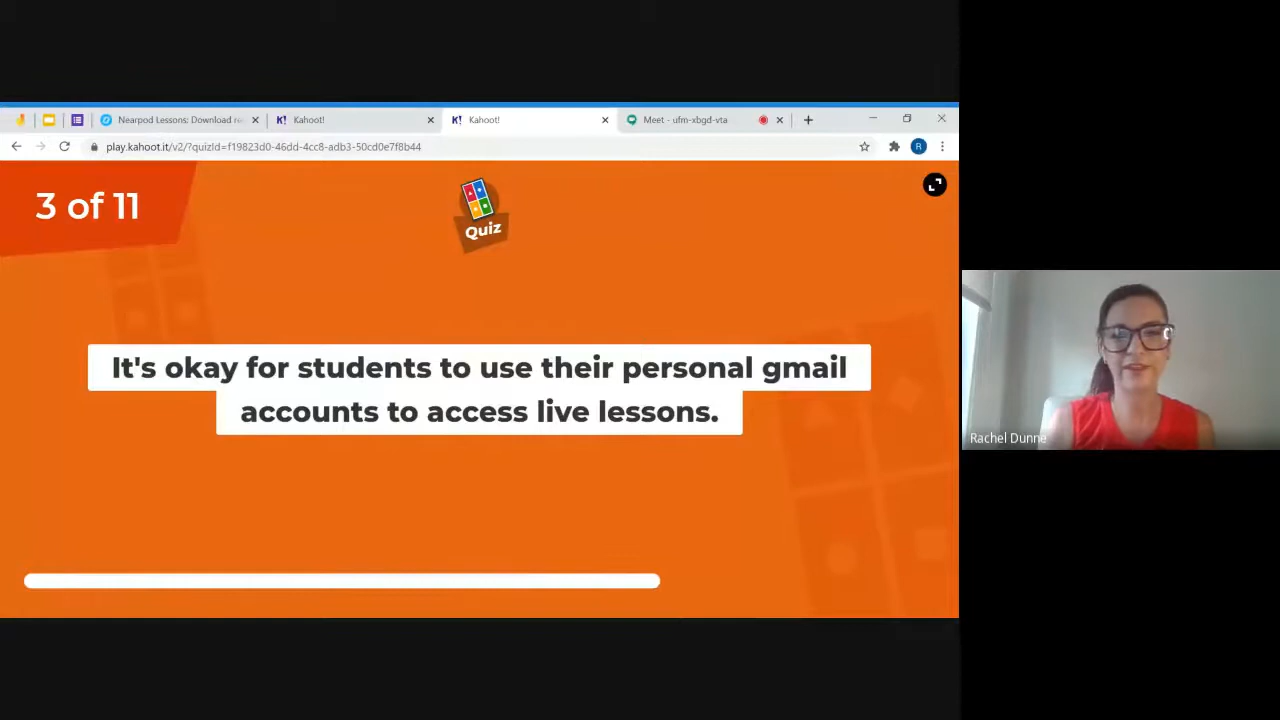 Nearpod Lessons: Download re
Kahoot!
Kahoot!
Meet - ufm-xbgd-vta
play.kahoot.it/v2/?quizId=f19823d0-46dd-4cc8-adb3-50cd0e7f8b44
R
3 of 11
Quiz
It's okay for students to use their personal gmail
accounts to access live lessons.
Rachel Dunne